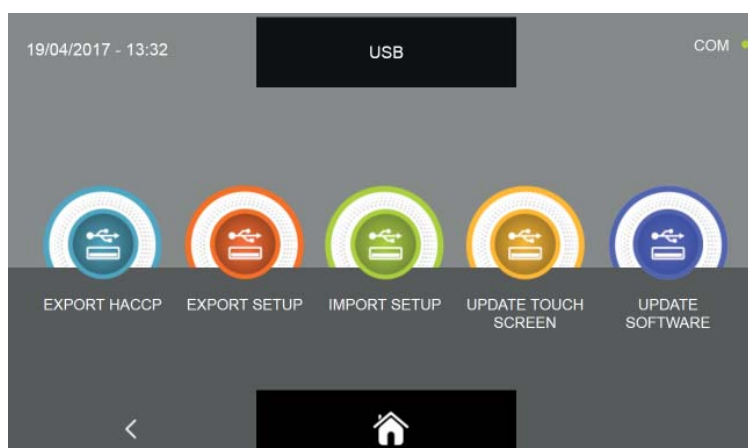 19/04/2017 - 13:32
USB
COM
EXPORT HACCP
EXPORT SETUP
IMPORT SETUP
UPDATE TOUCH
SCREEN
UPDATE
SOFTWARE